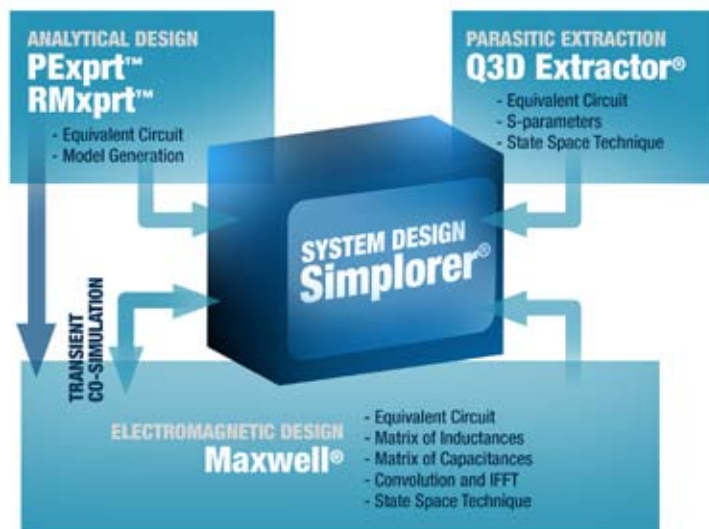 ANALYTICAL DESIGN
PExprt™
RMxprt™
- Equivalent Circuit
- Model Generation
PARASITIC EXTRACTION
Q3D Extractor®
- Equivalent Circuit
- S-parameters
- State Space Technique
SYSTEM DESIGN
Simplorer®
TRANSIENT
CO-SIMULATION
ELECTROMAGNETIC DESIGN
Maxwell®
- Equivalent Circuit
- Matrix of Inductances
- Matrix of Capacitances
- Convolution and IFFT
- State Space Technique